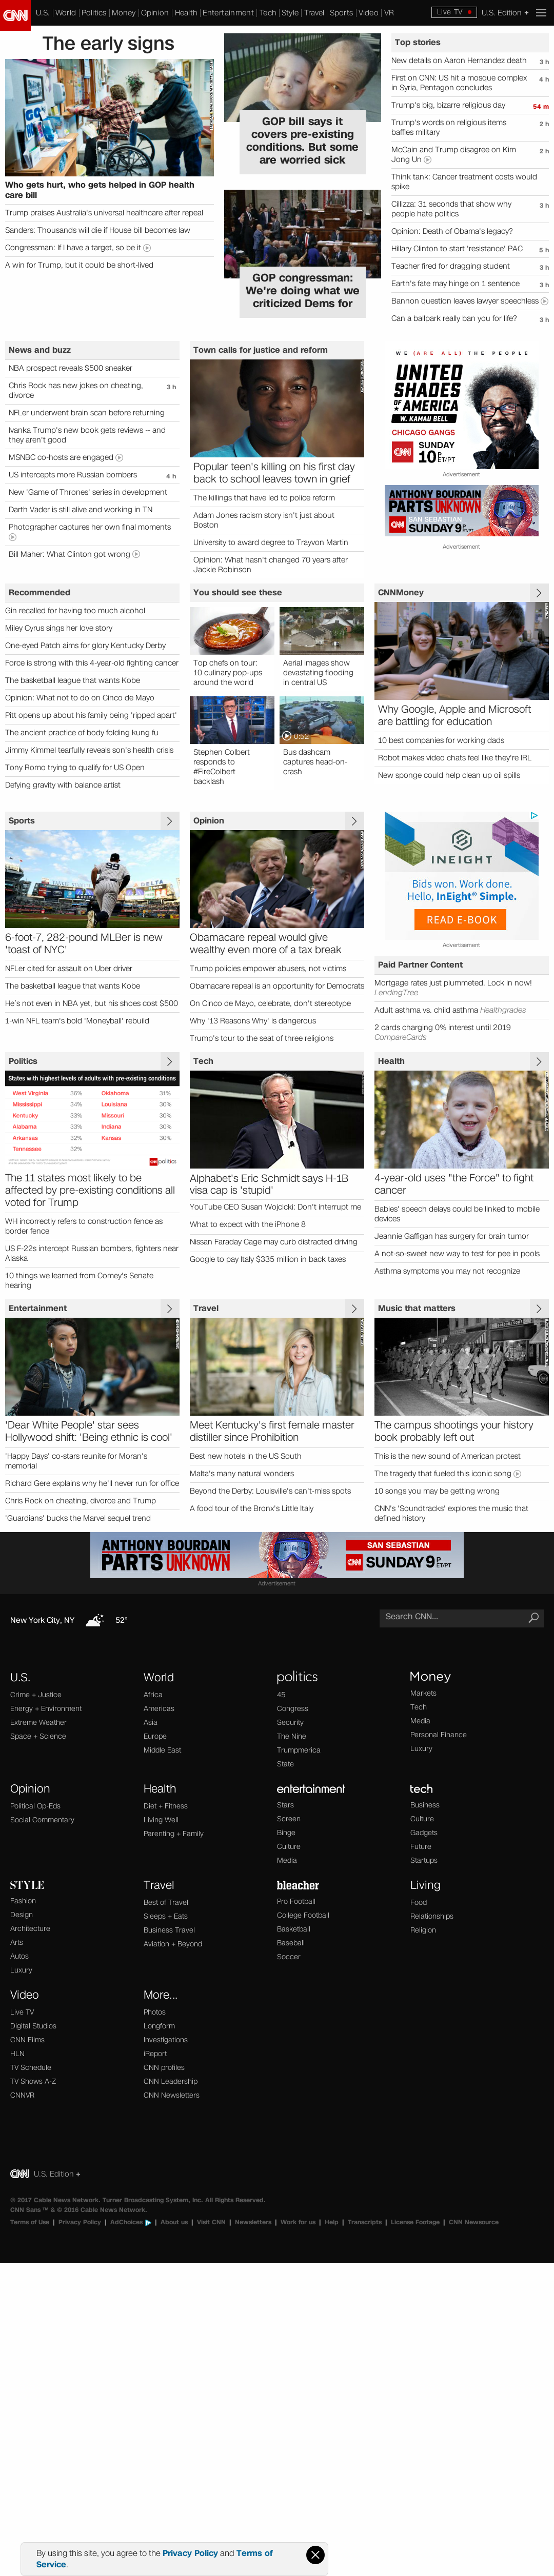 CNN
U.S. | World | Politics | Money | Opinion | Health | Entertainment | Tech | Style | Travel | Sports | Video | VR
Live TV
U.S. Edition +
The early signs
Who gets hurt, who gets helped in GOP health
care bill
Trump praises Australia's universal healthcare after repeal
Sanders: Thousands will die if House bill becomes law
Congressman: If I have a target, so be it
A win for Trump, but it could be short-lived
GOP bill says it
covers pre-existing
conditions. But some
are worried sick
GOP congressman:
We're doing what we
criticized Dems for
Top stories
New details on Aaron Hernandez death 3 h
First on CNN: US hit a mosque complex
in Syria, Pentagon concludes
4 h
Trump's big, bizarre religious day 54 m
Trump's words on religious items
baffles military
2 h
McCain and Trump disagree on Kim
Jong Un
2 h
Think tank: Cancer treatment costs would
spike
Cillizza: 31 seconds that show why
people hate politics
3 h
Opinion: Death of Obama's legacy?
Hillary Clinton to start 'resistance' PAC 5 h
Teacher fired for dragging student 3 h
Earth's fate may hinge on 1 sentence 3 h
Bannon question leaves lawyer speechless
Can a ballpark really ban you for life? 3 h
News and buzz
NBA prospect reveals $500 sneaker
Chris Rock has new jokes on cheating,
divorce
3 h
NFLer underwent brain scan before returning
Ivanka Trump's new book gets reviews -- and
they aren't good
MSNBC co-hosts are engaged
US intercepts more Russian bombers 4 h
New 'Game of Thrones' series in development
Darth Vader is still alive and working in TN
Photographer captures her own final moments
Bill Maher: What Clinton got wrong
Town calls for justice and reform
Popular teen's killing on his first day
back to school leaves town in grief
The killings that have led to police reform
Adam Jones racism story isn't just about
Boston
University to award degree to Trayvon Martin
Opinion: What hasn't changed 70 years after
Jackie Robinson
WE (ARE ALL) THE PEOPLE
UNITED
SHADES
OF AMERICA
W. KAMAU BELL
CHICAGO GANGS
CNN SUNDAY
10PM ET/PT
Advertisement
ANTHONY BOURDAIN
PARTS UNKNOWN
SAN SEBASTIAN
CNN SUNDAY 9PM ET/PT
Advertisement
Recommended
Gin recalled for having too much alcohol
Miley Cyrus sings her love story
One-eyed Patch aims for glory Kentucky Derby
Force is strong with this 4-year-old fighting cancer
The basketball league that wants Kobe
Opinion: What not to do on Cinco de Mayo
Pitt opens up about his family being 'ripped apart'
The ancient practice of body folding kung fu
Jimmy Kimmel tearfully reveals son's health crisis
Tony Romo trying to qualify for US Open
Defying gravity with balance artist
You should see these
Top chefs on tour:
10 culinary pop-ups
around the world
Aerial images show
devastating flooding
in central US
0:52
Stephen Colbert
responds to
#FireColbert
backlash
Bus dashcam
captures head-on-
crash
CNNMoney
Why Google, Apple and Microsoft
are battling for education
10 best companies for working dads
Robot makes video chats feel like they're IRL
New sponge could help clean up oil spills
Sports
6-foot-7, 282-pound MLBer is new
'toast of NYC'
NFLer cited for assault on Uber driver
The basketball league that wants Kobe
He's not even in NBA yet, but his shoes cost $500
1-win NFL team's bold 'Moneyball' rebuild
Opinion
Obamacare repeal would give
wealthy even more of a tax break
Trump policies empower abusers, not victims
Obamacare repeal is an opportunity for Democrats
On Cinco de Mayo, celebrate, don't stereotype
Why '13 Reasons Why' is dangerous
Trump's tour to the seat of three religions
INEIGHT
Bids won. Work done.
Hello, InEight® Simple.
READ E-BOOK
Advertisement
Paid Partner Content
Mortgage rates just plummeted. Lock in now!
LendingTree
Adult asthma vs. child asthma Healthgrades
2 cards charging 0% interest until 2019
CompareCards
Politics
States with highest levels of adults with pre-existing conditions
West Virginia 36% Oklahoma 31%
Mississippi 34% Louisiana 30%
Kentucky 33% Missouri 30%
Alabama 33% Indiana 30%
Arkansas 32% Kansas 30%
Tennessee 32%
CNN politics
The 11 states most likely to be
affected by pre-existing conditions all
voted for Trump
WH incorrectly refers to construction fence as
border fence
US F-22s intercept Russian bombers, fighters near
Alaska
10 things we learned from Comey's Senate
hearing
Tech
Alphabet's Eric Schmidt says H-1B
visa cap is 'stupid'
YouTube CEO Susan Wojcicki: Don't interrupt me
What to expect with the iPhone 8
Nissan Faraday Cage may curb distracted driving
Google to pay Italy $335 million in back taxes
Health
4-year-old uses "the Force" to fight
cancer
Babies' speech delays could be linked to mobile
devices
Jeannie Gaffigan has surgery for brain tumor
A not-so-sweet new way to test for pee in pools
Asthma symptoms you may not recognize
Entertainment
'Dear White People' star sees
Hollywood shift: 'Being ethnic is cool'
'Happy Days' co-stars reunite for Moran's
memorial
Richard Gere explains why he'll never run for office
Chris Rock on cheating, divorce and Trump
'Guardians' bucks the Marvel sequel trend
Travel
Meet Kentucky's first female master
distiller since Prohibition
Best new hotels in the US South
Malta's many natural wonders
Beyond the Derby: Louisville's can't-miss spots
A food tour of the Bronx's Little Italy
Music that matters
The campus shootings your history
book probably left out
This is the new sound of American protest
The tragedy that fueled this iconic song
10 songs you may be getting wrong
CNN's 'Soundtracks' explores the music that
defined history
ANTHONY BOURDAIN
PARTS UNKNOWN
SAN SEBASTIAN
CNN SUNDAY 9PM ET/PT
Advertisement
New York City, NY 52°
Search CNN...
U.S.
Crime + Justice
Energy + Environment
Extreme Weather
Space + Science
World
Africa
Americas
Asia
Europe
Middle East
politics
45
Congress
Security
The Nine
Trumpmerica
State
Money
Markets
Tech
Media
Personal Finance
Luxury
Opinion
Political Op-Eds
Social Commentary
Health
Diet + Fitness
Living Well
Parenting + Family
entertainment
Stars
Screen
Binge
Culture
Media
tech
Business
Culture
Gadgets
Future
Startups
STYLE
Fashion
Design
Architecture
Arts
Autos
Luxury
Travel
Best of Travel
Sleeps + Eats
Business Travel
Aviation + Beyond
bleacher
Pro Football
College Football
Basketball
Baseball
Soccer
Living
Food
Relationships
Religion
Video
Live TV
Digital Studios
CNN Films
HLN
TV Schedule
TV Shows A-Z
CNNVR
More...
Photos
Longform
Investigations
iReport
CNN profiles
CNN Leadership
CNN Newsletters
CNN U.S. Edition +
© 2017 Cable News Network. Turner Broadcasting System, Inc. All Rights Reserved.
CNN Sans ™ & © 2016 Cable News Network.
Terms of Use | Privacy Policy | AdChoices | About us | Visit CNN | Newsletters | Work for us | Help | Transcripts | License Footage | CNN Newsource
By using this site, you agree to the Privacy Policy and Terms of
Service.